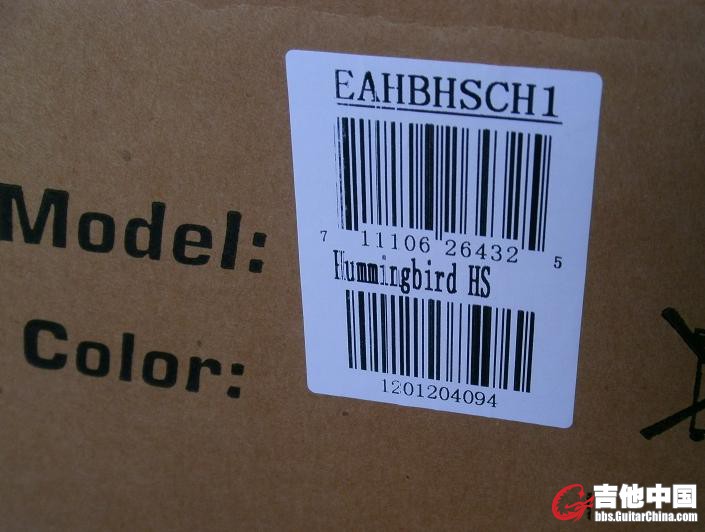 EAHBHSCH1
7 11106 26432 5
Hummingbird HS
1201204094
Model:
Color:
吉他中国
bbs.GuitarChina.com